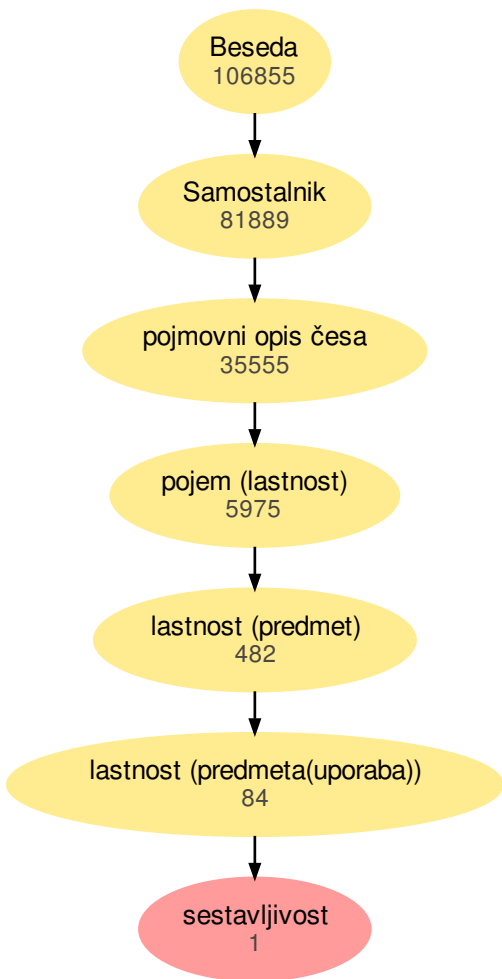 Beseda
106855
Samostalnik
81889
pojmovni opis česa
35555
pojem (lastnost)
5975
lastnost (predmet)
482
lastnost (predmeta(uporaba))
84
sestavljivost
1